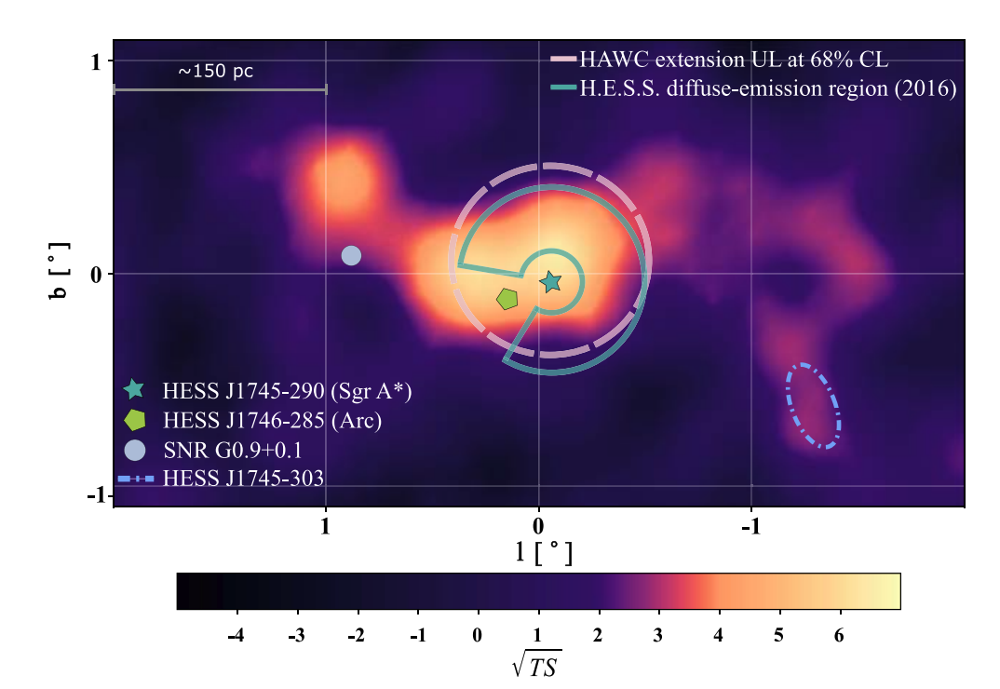 1
~150 pc
HAWC extension UL at 68% CL
H.E.S.S. diffuse-emission region (2016)
b [°]
0
HESS J1745-290 (Sgr A*)
HESS J1746-285 (Arc)
SNR G0.9+0.1
HESS J1745-303
-1
1 0 -1
l [°]
-4 -3 -2 -1 0 1 2 3 4 5 6
√TS